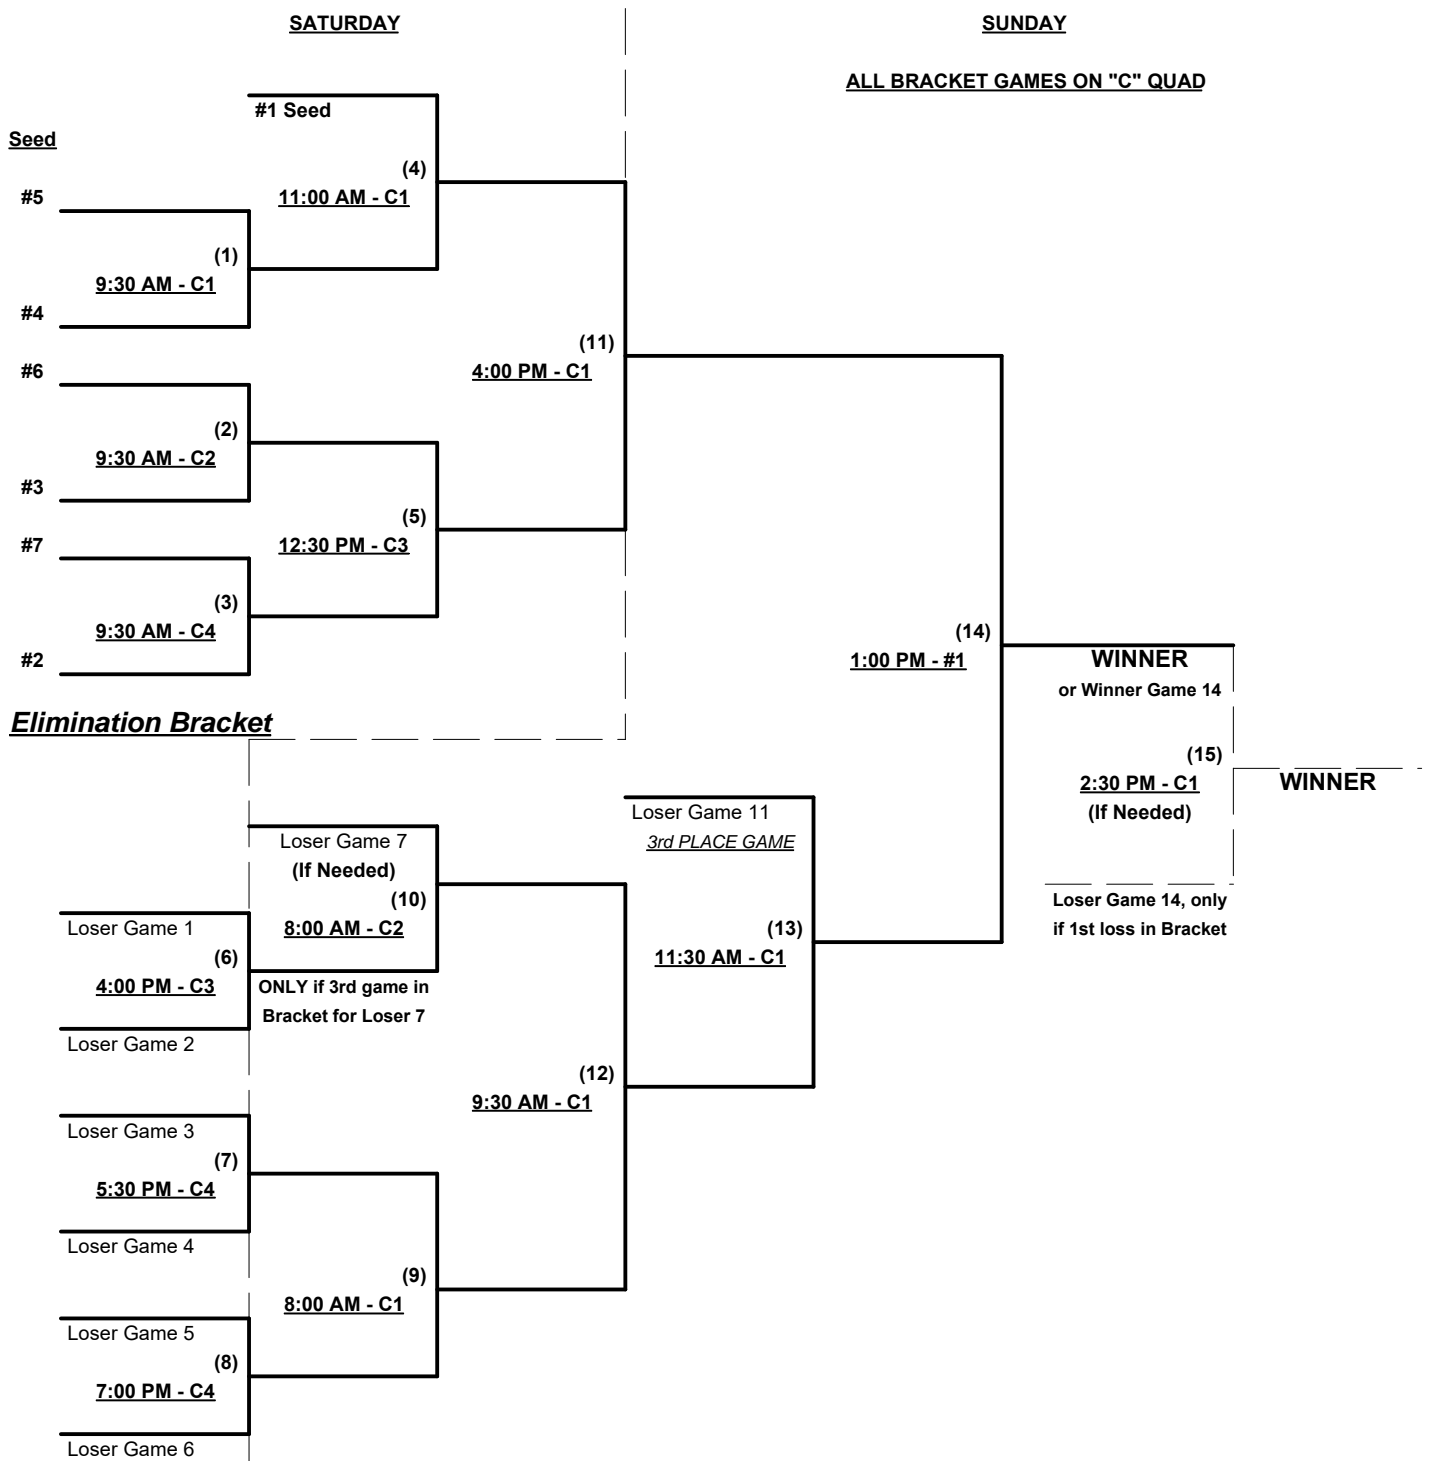 SATURDAY
SUNDAY
ALL BRACKET GAMES ON "C" QUAD
#1 Seed
Seed
(4)
11:00 AM - C1
#5
(1)
9:30 AM - C1
#4
(11)
4:00 PM - C1
#6
(2)
9:30 AM - C2
#3
(5)
12:30 PM - C3
#7
(3)
9:30 AM - C4
#2
(14)
1:00 PM - #1
WINNER
or Winner Game 14
(15)
2:30 PM - C1
(If Needed)
WINNER
Loser Game 14, only
if 1st loss in Bracket
Elimination Bracket
Loser Game 11
3rd PLACE GAME
Loser Game 7
(If Needed)
(10)
8:00 AM - C2
Loser Game 1
(6)
4:00 PM - C3
ONLY if 3rd game in
Bracket for Loser 7
Loser Game 2
(13)
11:30 AM - C1
(12)
9:30 AM - C1
Loser Game 3
(7)
5:30 PM - C4
Loser Game 4
(9)
8:00 AM - C1
Loser Game 5
(8)
7:00 PM - C4
Loser Game 6